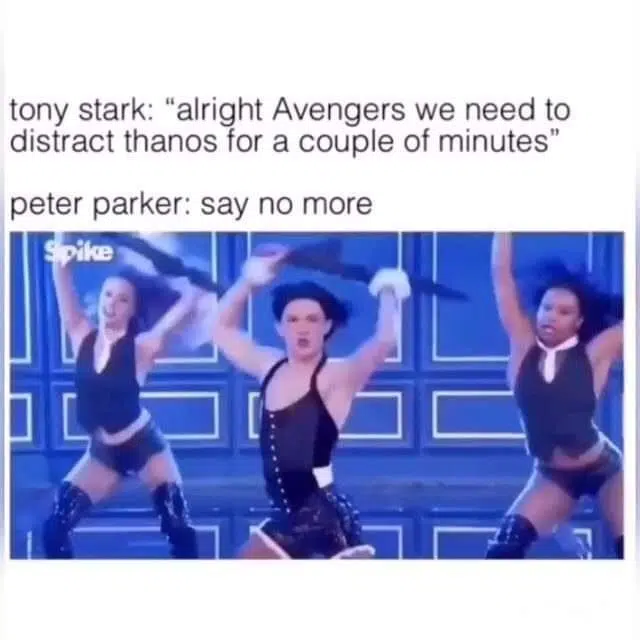 tony stark: “alright Avengers we need to
distract thanos for a couple of minutes”
peter parker: say no more
Spike